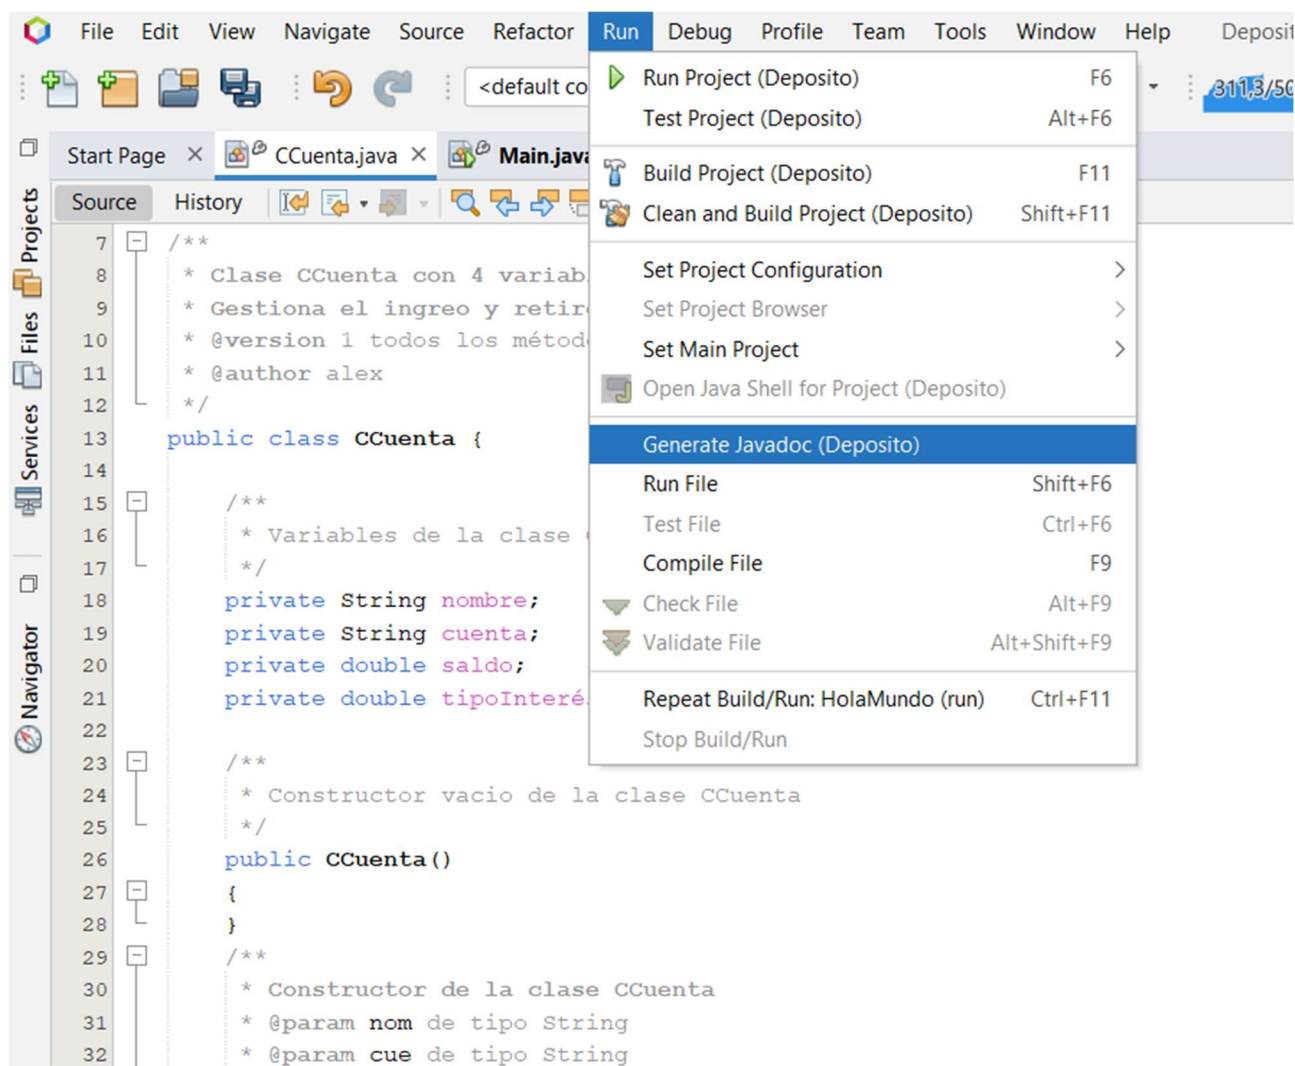 File Edit View Navigate Source Refactor Run Debug Profile Team Tools Window Help Deposit
<default co 311,3/50
Start Page CCuenta.java Main.java
Source History
Projects
Files
Services
Navigator
7 /**
8 * Clase CCuenta con 4 variab
9 * Gestiona el ingreo y retir
10 * @version 1 todos los métod
11 * @author alex
12 */
13 public class CCuenta {
14
15 /**
16 * Variables de la clase
17 */
18 private String nombre;
19 private String cuenta;
20 private double saldo;
21 private double tipoInteré
22
23 /**
24 * Constructor vacio de la clase CCuenta
25 */
26 public CCuenta()
27 {
28 }
29 /**
30 * Constructor de la clase CCuenta
31 * @param nom de tipo String
32 * @param cue de tipo String
Run Project (Deposito) F6
Test Project (Deposito) Alt+F6
Build Project (Deposito) F11
Clean and Build Project (Deposito) Shift+F11
Set Project Configuration
Set Project Browser
Set Main Project
Open Java Shell for Project (Deposito)
Generate Javadoc (Deposito)
Run File Shift+F6
Test File Ctrl+F6
Compile File F9
Check File Alt+F9
Validate File Alt+Shift+F9
Repeat Build/Run: HolaMundo (run) Ctrl+F11
Stop Build/Run